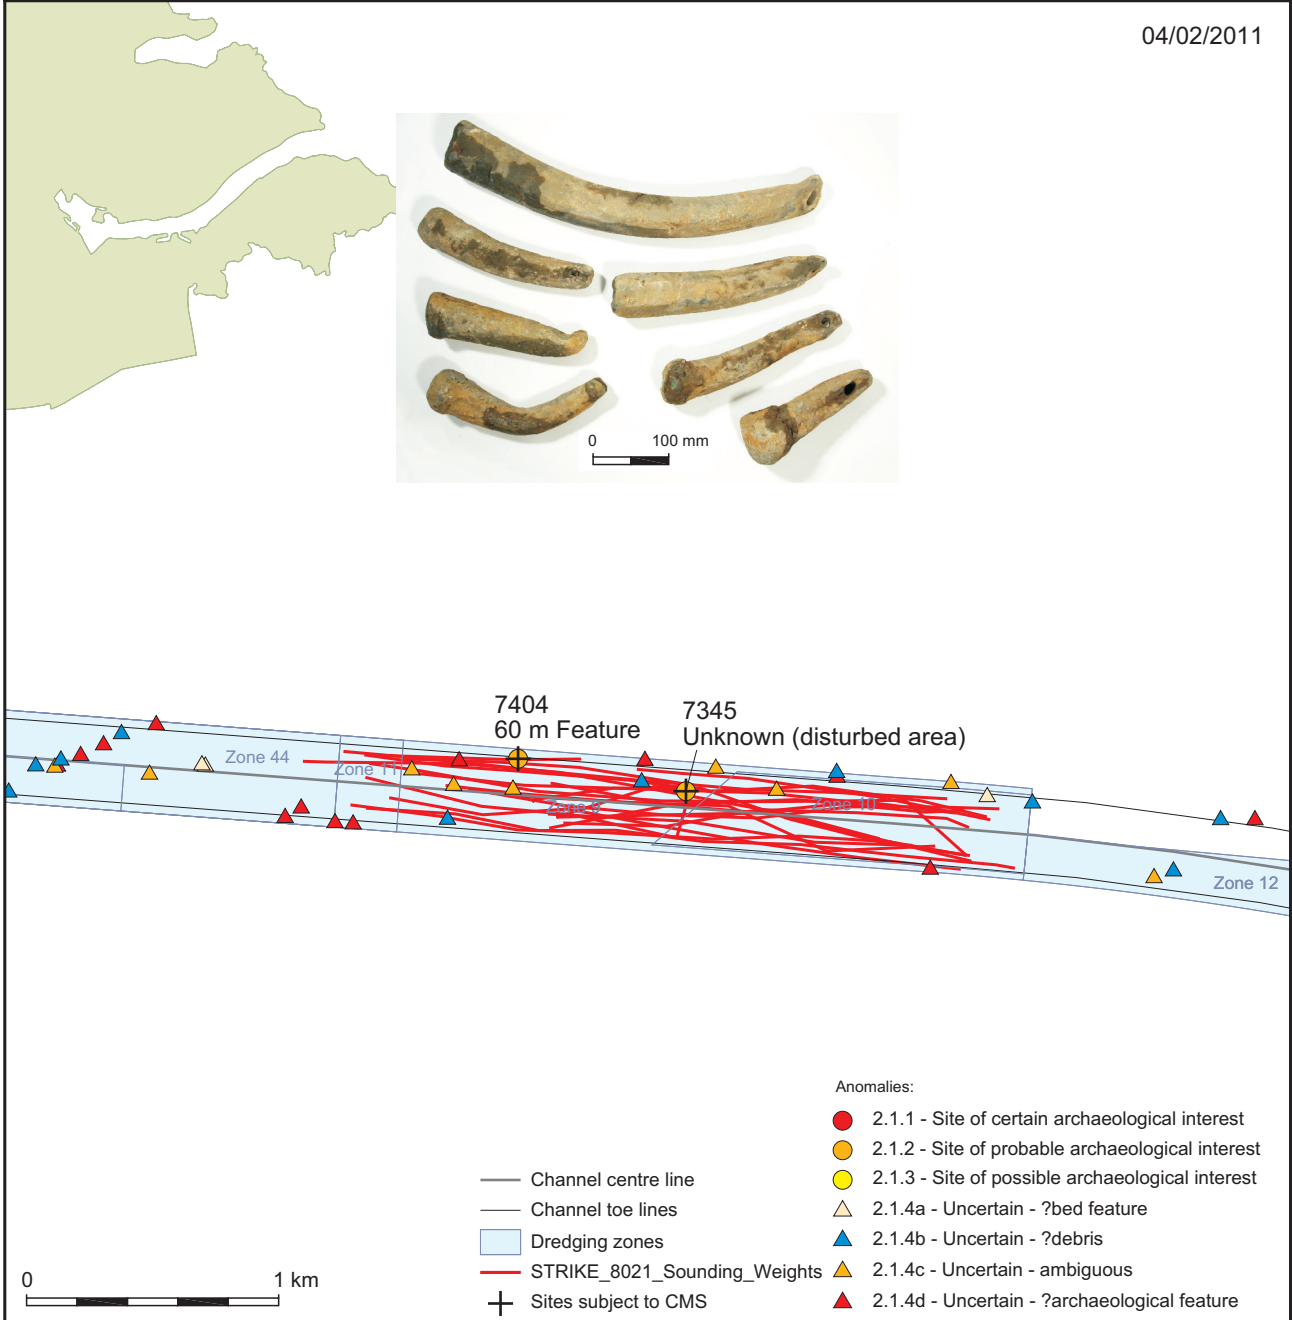 04/02/2011
0 100 mm
7404
60 m Feature
7345
Unknown (disturbed area)
Zone 44
Zone 11
Zone 9
Zone 10
Zone 12
Anomalies:
2.1.1 - Site of certain archaeological interest
2.1.2 - Site of probable archaeological interest
2.1.3 - Site of possible archaeological interest
2.1.4a - Uncertain - ?bed feature
2.1.4b - Uncertain - ?debris
2.1.4c - Uncertain - ambiguous
2.1.4d - Uncertain - ?archaeological feature
Channel centre line
Channel toe lines
Dredging zones
STRIKE_8021_Sounding_Weights
Sites subject to CMS
0 1 km